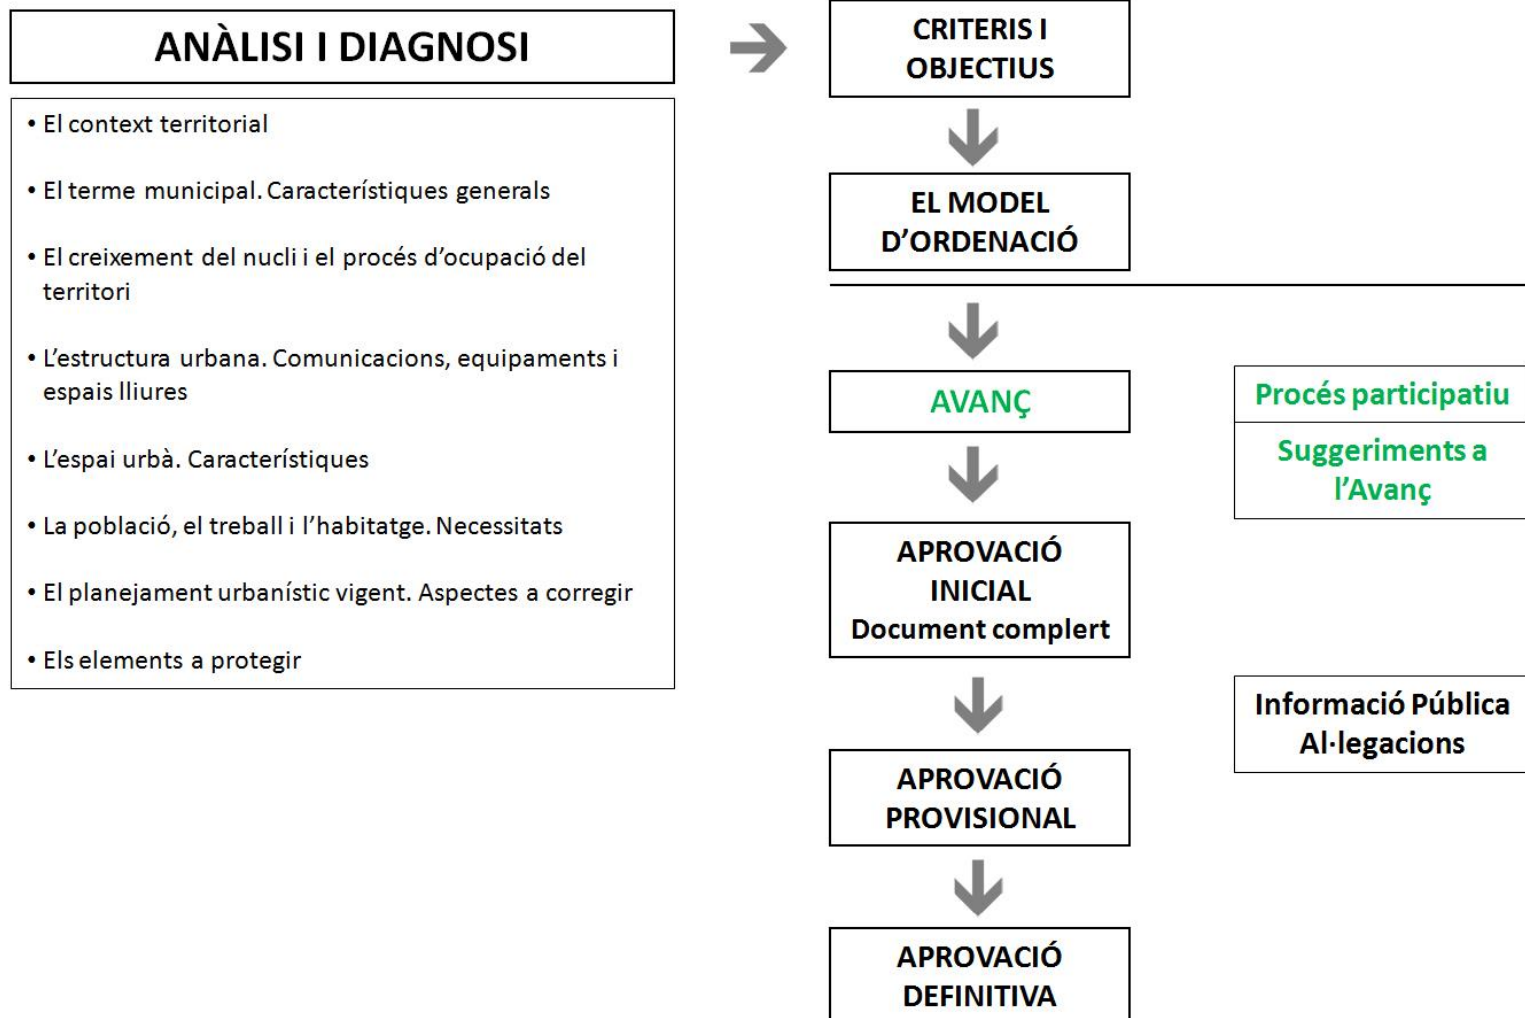 ANÀLISI I DIAGNOSI
• El context territorial
• El terme municipal. Característiques generals
• El creixement del nucli i el procés d’ocupació del
territori
• L’estructura urbana. Comunicacions, equipaments i
espais lliures
• L’espai urbà. Característiques
• La població, el treball i l’habitatge. Necessitats
• El planejament urbanístic vigent. Aspectes a corregir
• Els elements a protegir
CRITERIS I
OBJECTIUS
EL MODEL
D’ORDENACIÓ
AVANÇ
Procés participatiu
Suggeriments a
l’Avanç
APROVACIÓ
INICIAL
Document complert
Informació Pública
Al·legacions
APROVACIÓ
PROVISIONAL
APROVACIÓ
DEFINITIVA